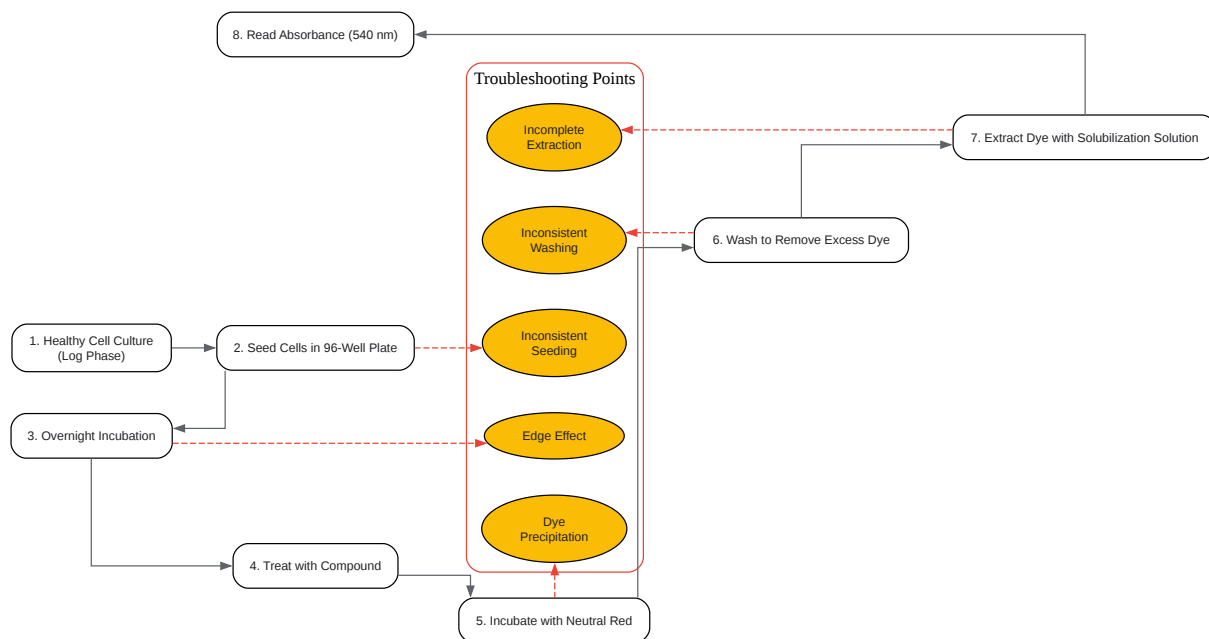 8. Read Absorbance (540 nm)
Troubleshooting Points
Incomplete
Extraction
7. Extract Dye with Solubilization Solution
Inconsistent
Washing
6. Wash to Remove Excess Dye
1. Healthy Cell Culture
(Log Phase)
2. Seed Cells in 96-Well Plate
Inconsistent
Seeding
3. Overnight Incubation
Edge Effect
Dye
Precipitation
4. Treat with Compound
5. Incubate with Neutral Red